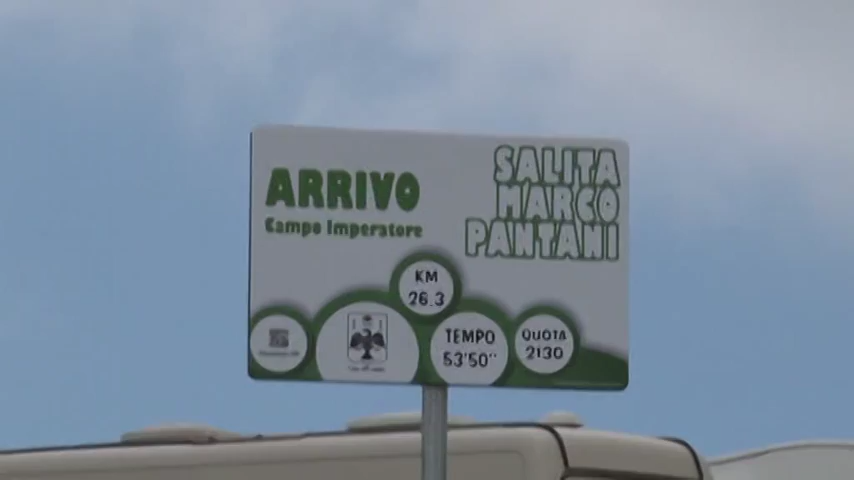 ARRIVO
Campo Imperatore
SALITA
MARCO
PANTANI
KM
26.3
TEMPO
53'50"
QUOTA
2130